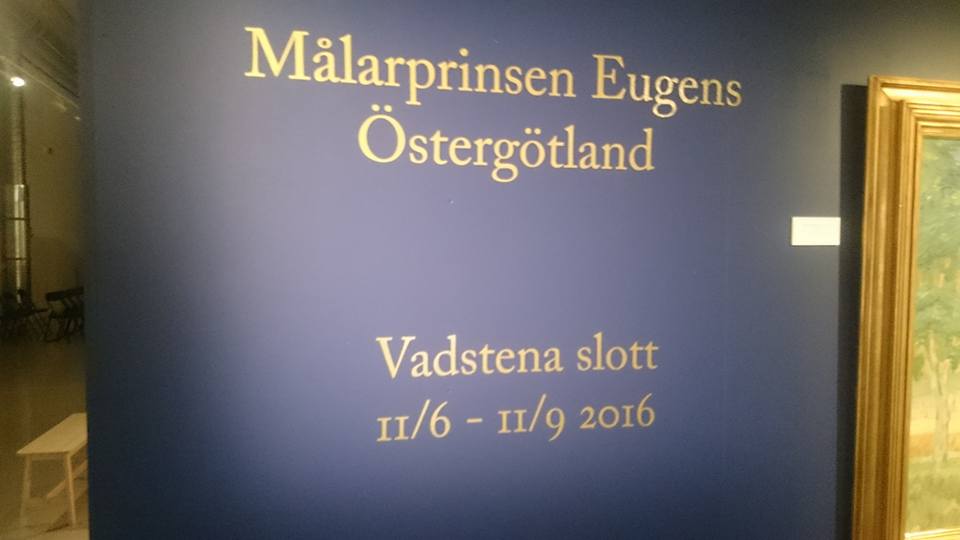 Målarprinsen Eugens
Östergötland
Vadstena slott
11/6 - 11/9 2016